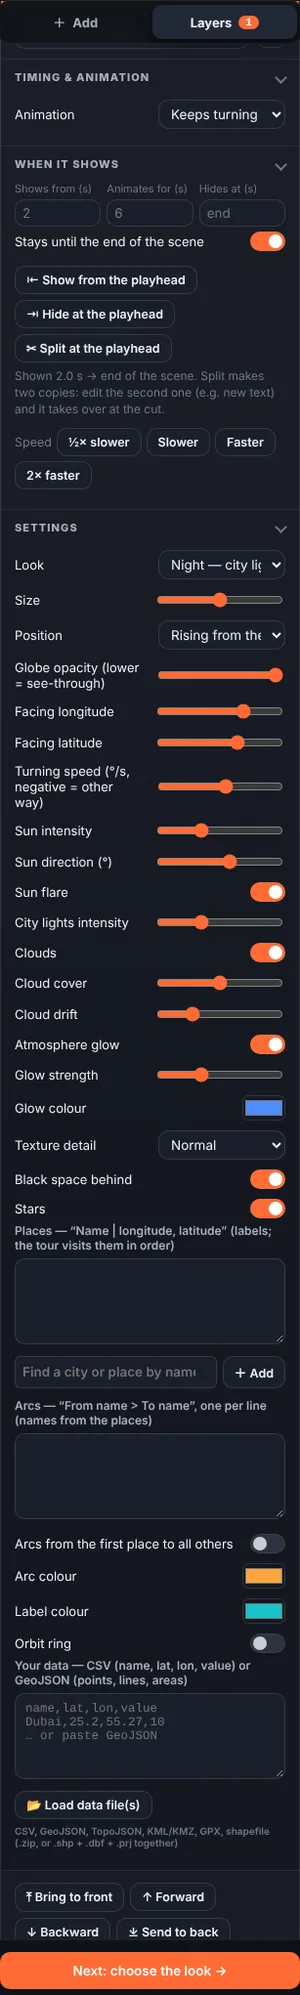 + Add
Layers 1
TIMING & ANIMATION
Animation
Keeps turning
WHEN IT SHOWS
Shows from (s)
Animates for (s)
Hides at (s)
2
6
end
Stays until the end of the scene
⇤ Show from the playhead
⇥ Hide at the playhead
✂ Split at the playhead
Shown 2.0 s → end of the scene. Split makes
two copies: edit the second one (e.g. new text)
and it takes over at the cut.
Speed
½× slower
Slower
Faster
2× faster
SETTINGS
Look
Night — city lig
Size
Position
Rising from the
Globe opacity (lower
= see-through)
Facing longitude
Facing latitude
Turning speed (°/s,
negative = other
way)
Sun intensity
Sun direction (°)
Sun flare
City lights intensity
Clouds
Cloud cover
Cloud drift
Atmosphere glow
Glow strength
Glow colour
Texture detail
Normal
Black space behind
Stars
Places — “Name | longitude, latitude” (labels;
the tour visits them in order)
Find a city or place by name
+ Add
Arcs — “From name > To name”, one per line
(names from the places)
Arcs from the first place to all others
Arc colour
Label colour
Orbit ring
Your data — CSV (name, lat, lon, value) or
GeoJSON (points, lines, areas)
name,lat,lon,value
Dubai,25.2,55.27,10
… or paste GeoJSON
📂 Load data file(s)
CSV, GeoJSON, TopoJSON, KML/KMZ, GPX, shapefile
(.zip, or .shp + .dbf + .prj together)
⤒ Bring to front
↑ Forward
↓ Backward
⤓ Send to back
Next: choose the look →